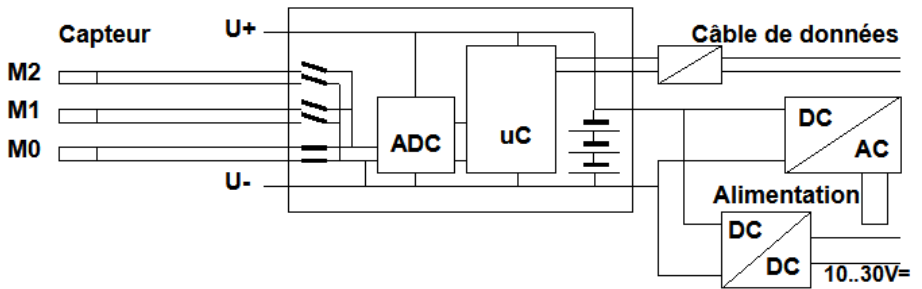 Capteur
U+
Câble de données
M2
M1
M0
ADC
uC
DC
AC
U-
Alimentation
DC
DC
10..30V=